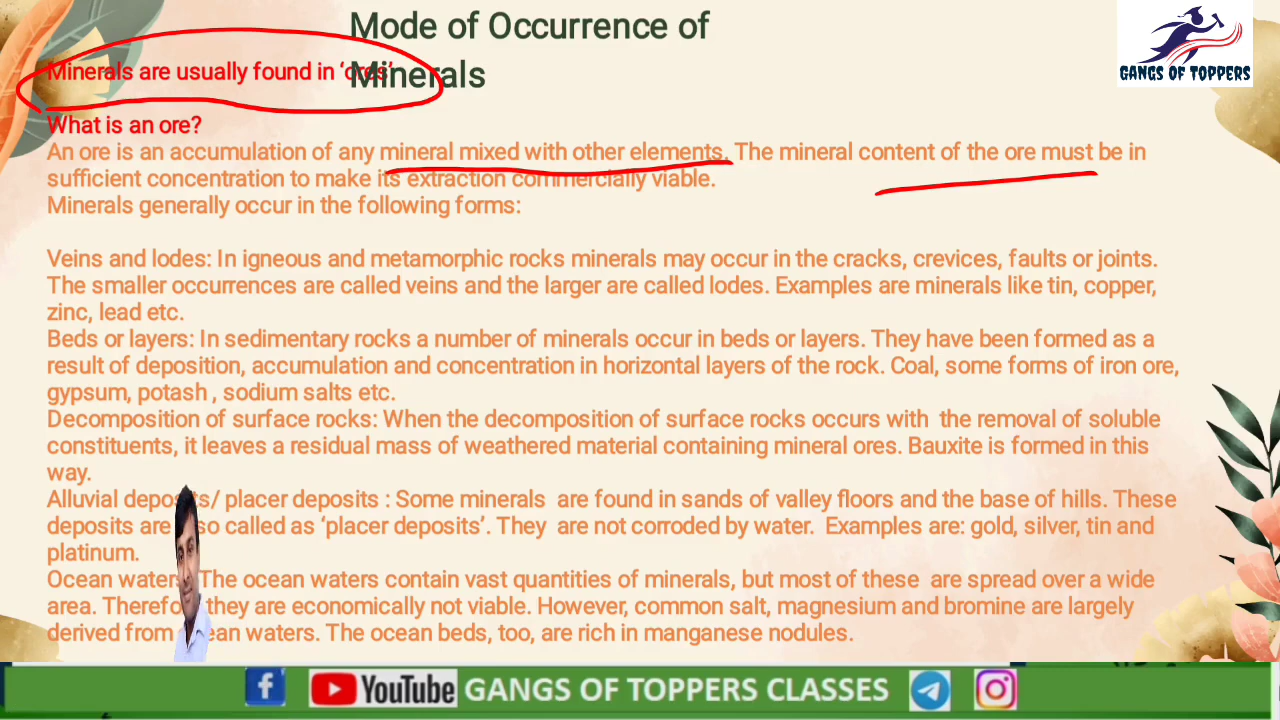 Mode of Occurrence of
Minerals
GANGS OF TOPPERS
Minerals are usually found in ‘ores’
What is an ore?
An ore is an accumulation of any mineral mixed with other elements. The mineral content of the ore must be in
sufficient concentration to make its extraction commercially viable.
Minerals generally occur in the following forms:
Veins and lodes: In igneous and metamorphic rocks minerals may occur in the cracks, crevices, faults or joints.
The smaller occurrences are called veins and the larger are called lodes. Examples are minerals like tin, copper,
zinc, lead etc.
Beds or layers: In sedimentary rocks a number of minerals occur in beds or layers. They have been formed as a
result of deposition, accumulation and concentration in horizontal layers of the rock. Coal, some forms of iron ore,
gypsum, potash , sodium salts etc.
Decomposition of surface rocks: When the decomposition of surface rocks occurs with the removal of soluble
constituents, it leaves a residual mass of weathered material containing mineral ores. Bauxite is formed in this
way.
Alluvial deposits/ placer deposits : Some minerals are found in sands of valley floors and the base of hills. These
deposits are also called as ‘placer deposits’. They are not corroded by water. Examples are: gold, silver, tin and
platinum.
Ocean waters: The ocean waters contain vast quantities of minerals, but most of these are spread over a wide
area. Therefore they are economically not viable. However, common salt, magnesium and bromine are largely
derived from ocean waters. The ocean beds, too, are rich in manganese nodules.
YouTube GANGS OF TOPPERS CLASSES